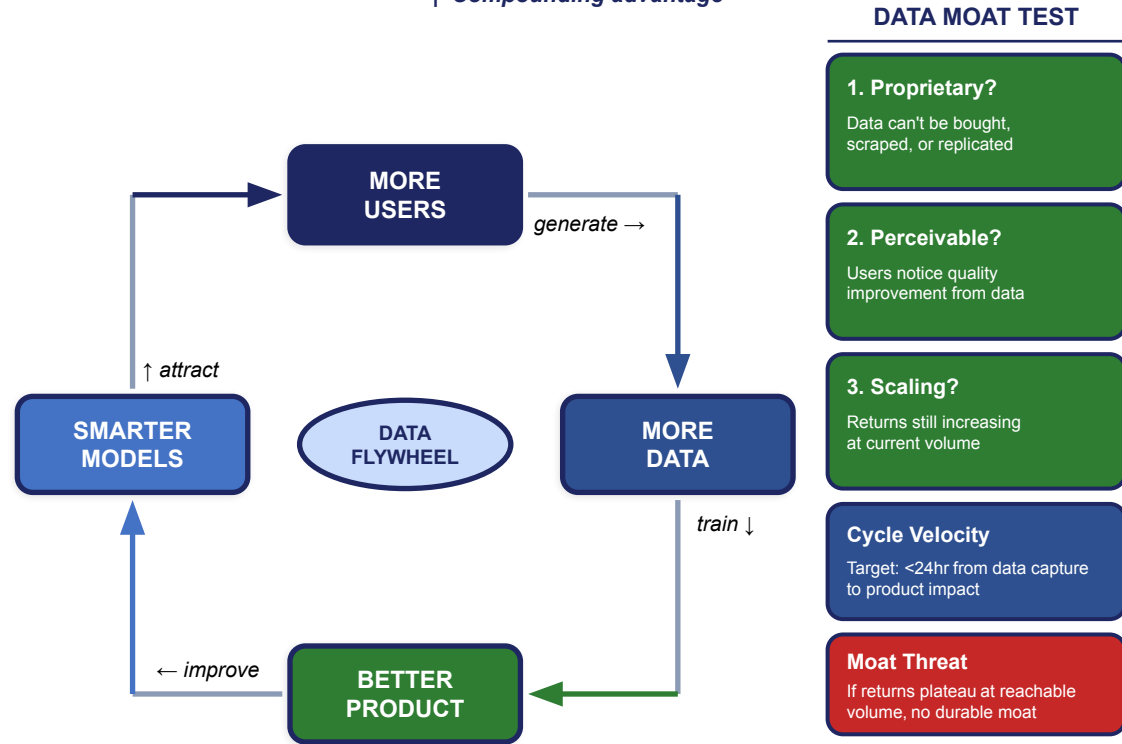 Compounding advantage
DATA MOAT TEST
1. Proprietary?
Data can't be bought,
scraped, or replicated
MORE
USERS
generate →
2. Perceivable?
Users notice quality
improvement from data
↑ attract
3. Scaling?
Returns still increasing
at current volume
SMARTER
MODELS
DATA
FLYWHEEL
MORE
DATA
train ↓
Cycle Velocity
Target: <24hr from data capture
to product impact
← improve
BETTER
PRODUCT
Moat Threat
If returns plateau at reachable
volume, no durable moat